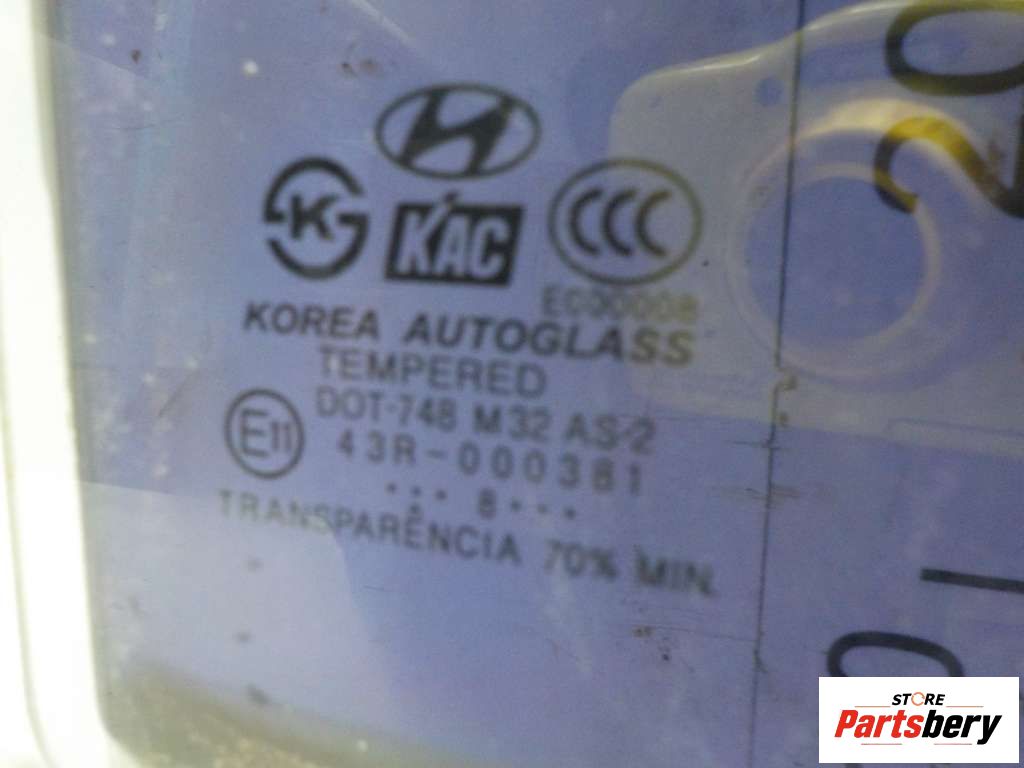 K
KAC
CCC
E000008
KOREA AUTOGLASS
TEMPERED
DOT-748 M32 AS-2
E11
43R-000381
··· 8····
TRANSPARÊNCIA 70% MIN.
STORE
Partsbery